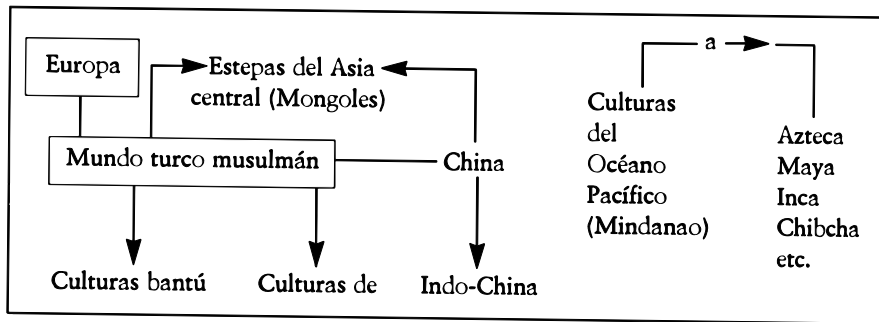 Europa
Estepas del Asia
central (Mongoles)
Mundo turco musulmán
China
Culturas bantú
Culturas de
Indo-China
a
Culturas
del
Océano
Pacífico
(Mindanao)
Azteca
Maya
Inca
Chibcha
etc.